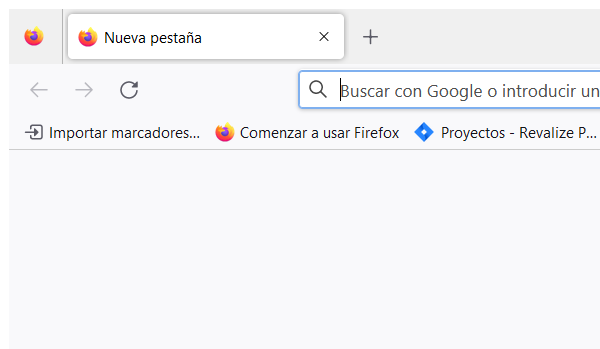 Nueva pestaña
Buscar con Google o introducir un
Importar marcadores... Comenzar a usar Firefox Proyectos - Revalize P...